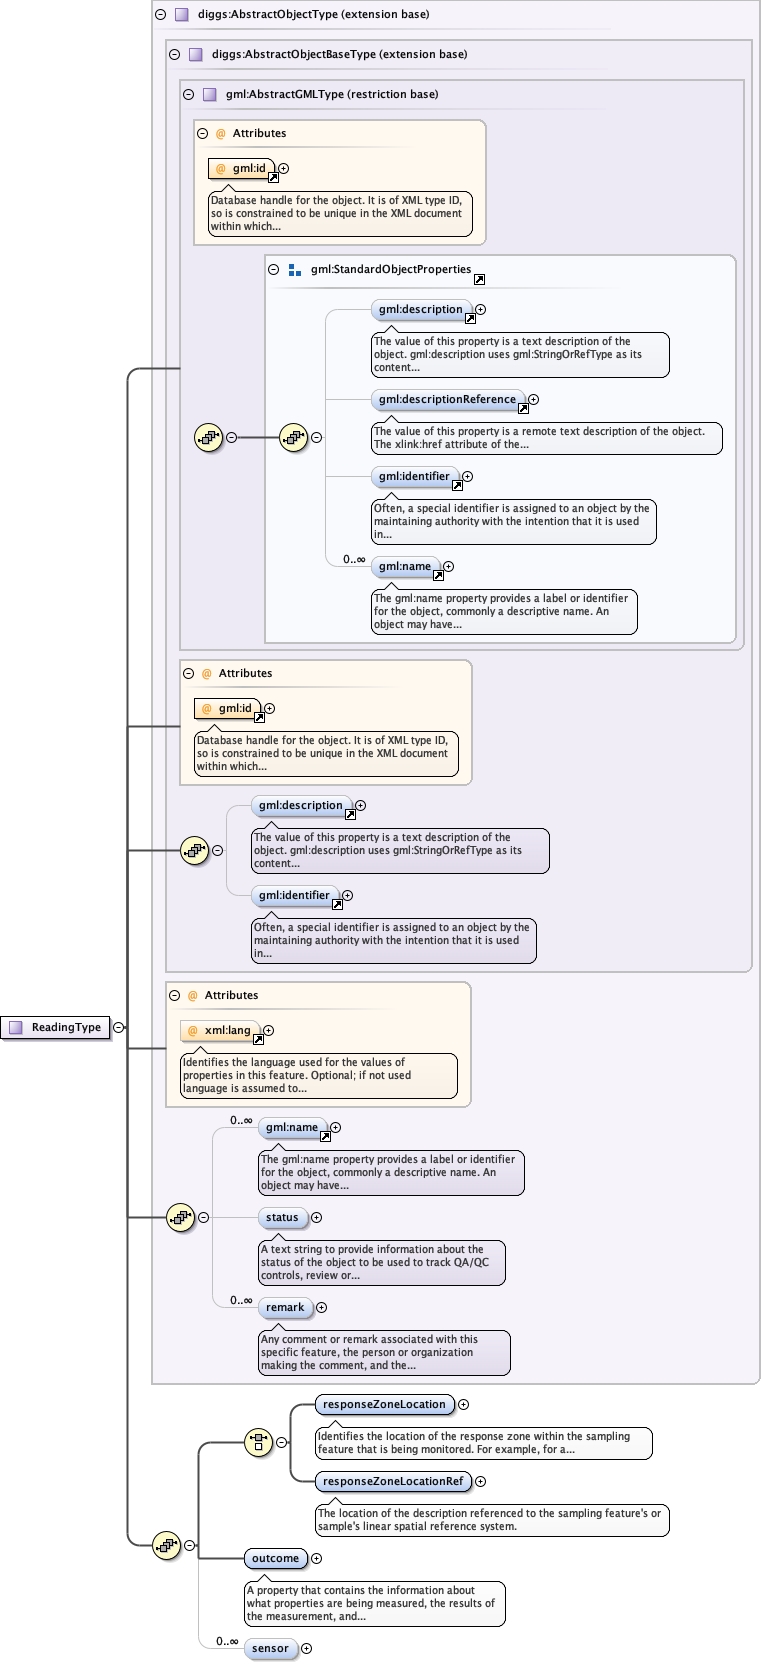 diggs:AbstractObjectType (extension base)
diggs:AbstractObjectBaseType (extension base)
gml:AbstractGMLType (restriction base)
@ Attributes
@ gml:id
Database handle for the object. It is of XML type ID,
so is constrained to be unique in the XML document
within which...
gml:StandardObjectProperties
gml:description
The value of this property is a text description of the
object. gml:description uses gml:StringOrRefType as its
content...
gml:descriptionReference
The value of this property is a remote text description of the object.
The xlink:href attribute of the...
gml:identifier
Often, a special identifier is assigned to an object by the
maintaining authority with the intention that it is used
in...
0..∞
gml:name
The gml:name property provides a label or identifier
for the object, commonly a descriptive name. An
object may have...
@ Attributes
@ gml:id
Database handle for the object. It is of XML type ID,
so is constrained to be unique in the XML document
within which...
gml:description
The value of this property is a text description of the
object. gml:description uses gml:StringOrRefType as its
content...
gml:identifier
Often, a special identifier is assigned to an object by the
maintaining authority with the intention that it is used
in...
@ Attributes
ReadingType
@ xml:lang
Identifies the language used for the values of
properties in this feature. Optional; if not used
language is assumed to...
0..∞
gml:name
The gml:name property provides a label or identifier
for the object, commonly a descriptive name. An
object may have...
status
A text string to provide information about the
status of the object to be used to track QA/QC
controls, review or...
0..∞
remark
Any comment or remark associated with this
specific feature, the person or organization
making the comment, and the...
responseZoneLocation
Identifies the location of the response zone within the sampling
feature that is being monitored. For example, for a...
responseZoneLocationRef
The location of the description referenced to the sampling feature's or
sample's linear spatial reference system.
outcome
A property that contains the information about
what properties are being measured, the results of
the measurement, and...
0..∞
sensor